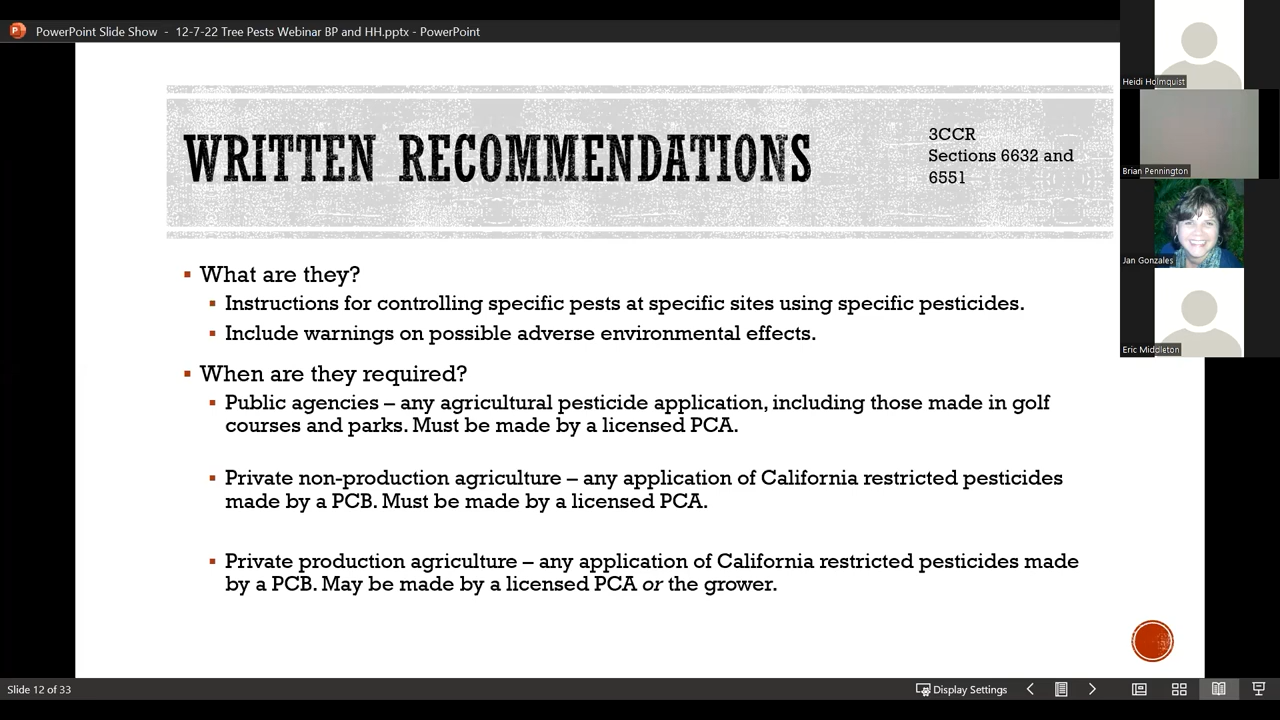 PowerPoint Slide Show - 12-7-22 Tree Pests Webinar BP and HH.pptx - PowerPoint
WRITTEN RECOMMENDATIONS
3CCR
Sections 6632 and
6551
Heidi Holmquist
Brian Pennington
Jan Gonzales
Eric Middleton
▪ What are they?
▪ Instructions for controlling specific pests at specific sites using specific pesticides.
▪ Include warnings on possible adverse environmental effects.
▪ When are they required?
▪ Public agencies – any agricultural pesticide application, including those made in golf
courses and parks. Must be made by a licensed PCA.
▪ Private non-production agriculture – any application of California restricted pesticides
made by a PCB. Must be made by a licensed PCA.
▪ Private production agriculture – any application of California restricted pesticides made
by a PCB. May be made by a licensed PCA or the grower.
Slide 12 of 33
Display Settings